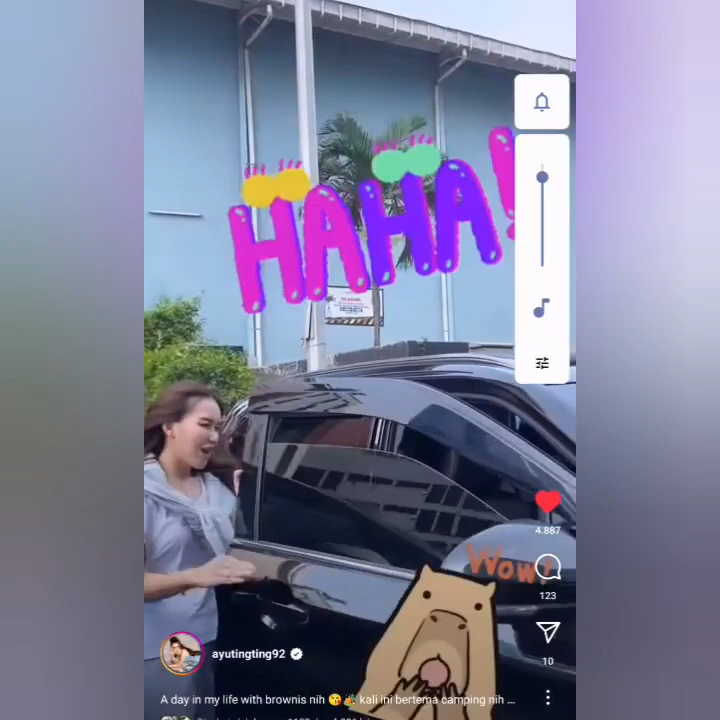 HAHA!
4.887
Wow!
123
ayutingting92
10
A day in my life with brownis nih 😘🏕️ kali ini bertema camping nih ...